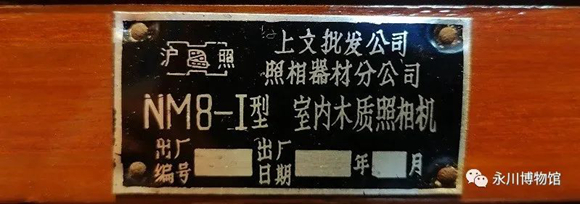 沪 照
上文批发公司
照相器材分公司
NM8-I型 室内木质照相机
出厂编号 出厂日期 年 月
永川博物馆